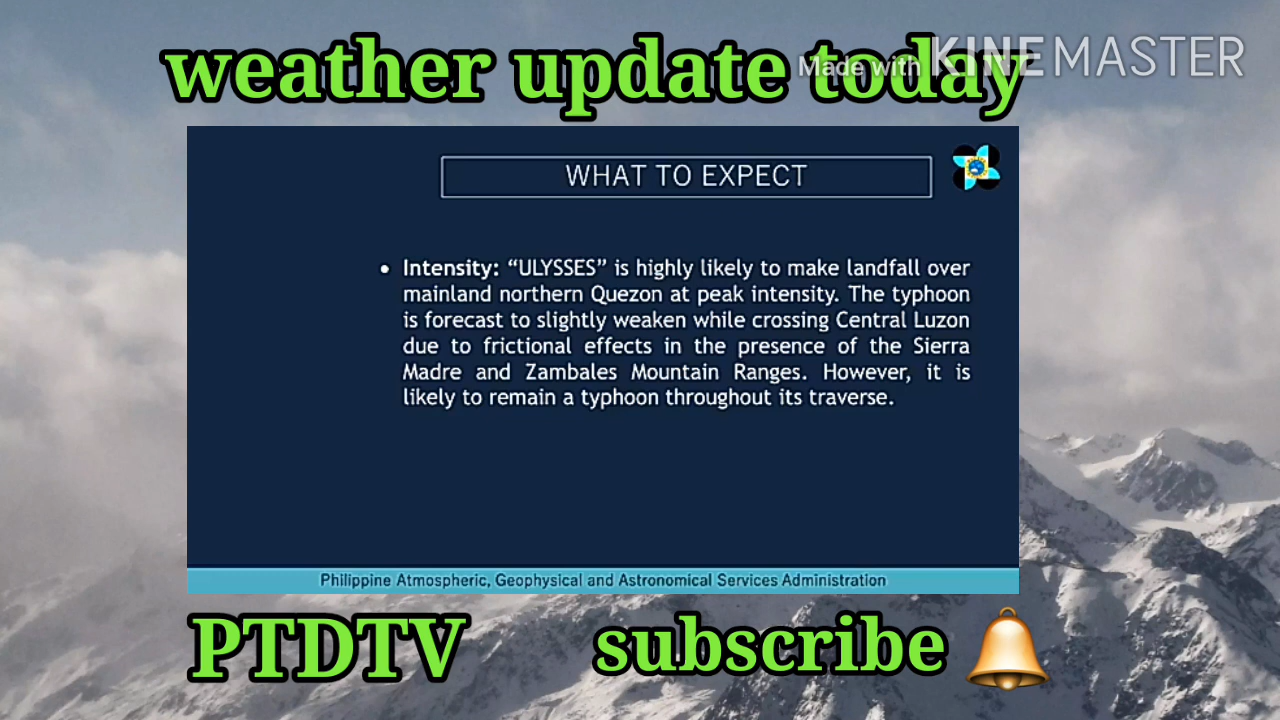 weather update today
Made with KINEMASTER
WHAT TO EXPECT
• Intensity: “ULYSSES” is highly likely to make landfall over
mainland northern Quezon at peak intensity. The typhoon
is forecast to slightly weaken while crossing Central Luzon
due to frictional effects in the presence of the Sierra
Madre and Zambales Mountain Ranges. However, it is
likely to remain a typhoon throughout its traverse.
Philippine Atmospheric, Geophysical and Astronomical Services Administration
PTDTV subscribe